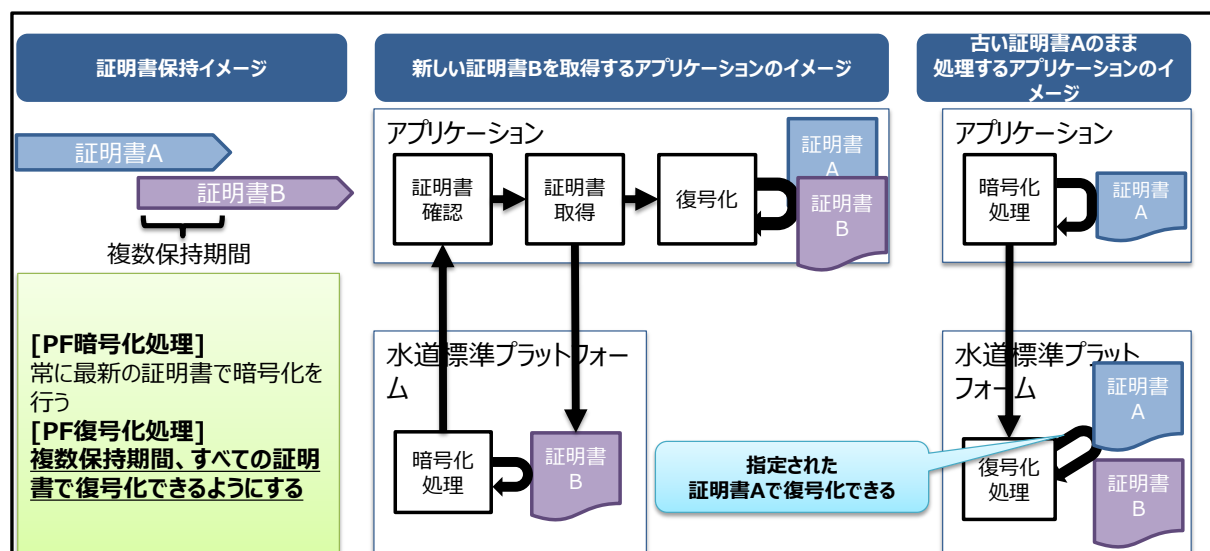 証明書保持イメージ
証明書A
証明書B
複数保持期間
[PF暗号化処理]
常に最新の証明書で暗号化を
行う
[PF復号化処理]
複数保持期間、すべての証明
書で復号化できるようにする
新しい証明書Bを取得するアプリケーションのイメージ
アプリケーション
証明書
確認
証明書
取得
復号化
証明書
A
証明書
B
水道標準プラットフォー
ム
暗号化
処理
証明書
B
古い証明書Aのまま
処理するアプリケーションのイ
メージ
アプリケーション
暗号化
処理
証明書
A
水道標準プラット
フォーム
証明書
A
復号化
処理
証明書
B
指定された
証明書Aで復号化できる